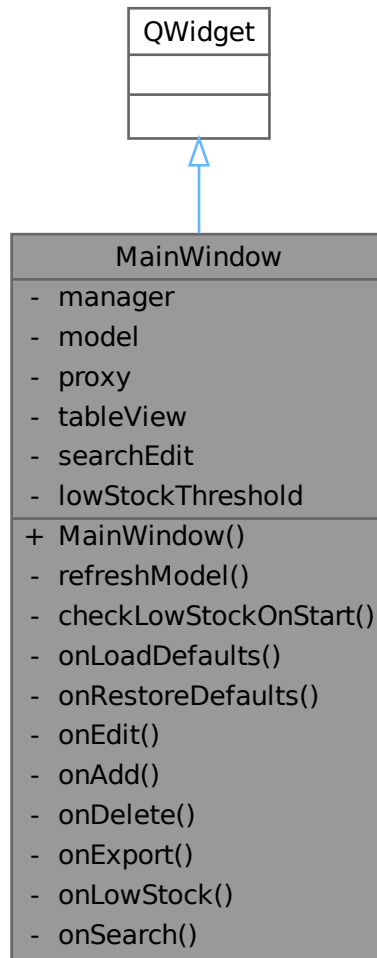 QWidget
MainWindow
- manager
- model
- proxy
- tableView
- searchEdit
- lowStockThreshold
+ MainWindow()
- refreshModel()
- checkLowStockOnStart()
- onLoadDefaults()
- onRestoreDefaults()
- onEdit()
- onAdd()
- onDelete()
- onExport()
- onLowStock()
- onSearch()